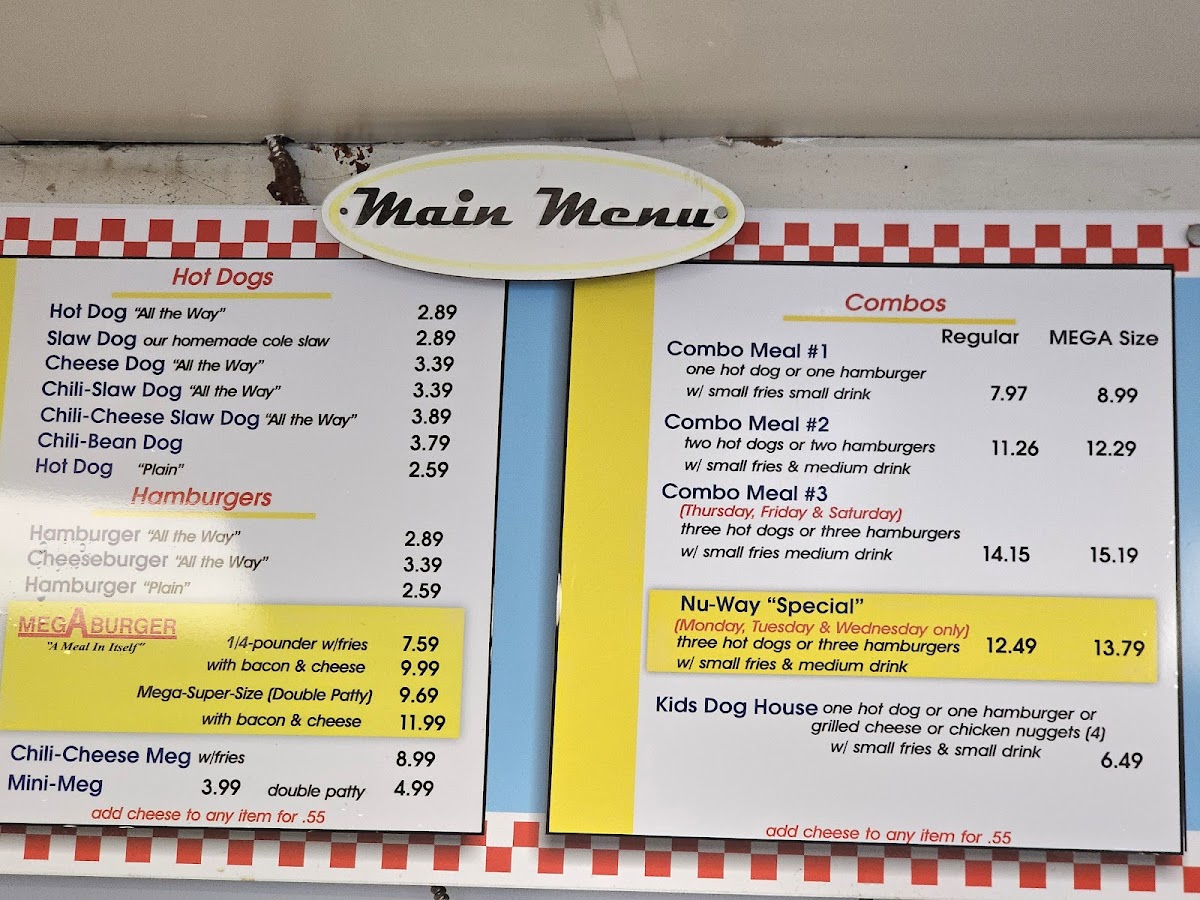 Main Menu
Hot Dogs
Hot Dog "All the Way" 2.89
Slaw Dog our homemade cole slaw 2.89
Cheese Dog "All the Way" 3.39
Chili-Slaw Dog "All the Way" 3.39
Chili-Cheese Slaw Dog "All the Way" 3.89
Chili-Bean Dog 3.79
Hot Dog "Plain" 2.59
Hamburgers
Hamburger "All the Way" 2.89
Cheeseburger "All the Way" 3.39
Hamburger "Plain" 2.59
MEGABURGER
"A Meal In Itself"
1/4-pounder w/fries 7.59
with bacon & cheese 9.99
Mega-Super-Size (Double Patty) 9.69
with bacon & cheese 11.99
Chili-Cheese Meg w/fries 8.99
Mini-Meg 3.99 double patty 4.99
add cheese to any item for .55
Combos
Regular MEGA Size
Combo Meal #1
one hot dog or one hamburger
w/ small fries small drink 7.97 8.99
Combo Meal #2
two hot dogs or two hamburgers 11.26 12.29
w/ small fries & medium drink
Combo Meal #3
(Thursday, Friday & Saturday)
three hot dogs or three hamburgers
w/ small fries medium drink 14.15 15.19
Nu-Way "Special"
(Monday, Tuesday & Wednesday only)
three hot dogs or three hamburgers 12.49 13.79
w/ small fries & medium drink
Kids Dog House one hot dog or one hamburger or
grilled cheese or chicken nuggets (4)
w/ small fries & small drink 6.49
add cheese to any item for .55